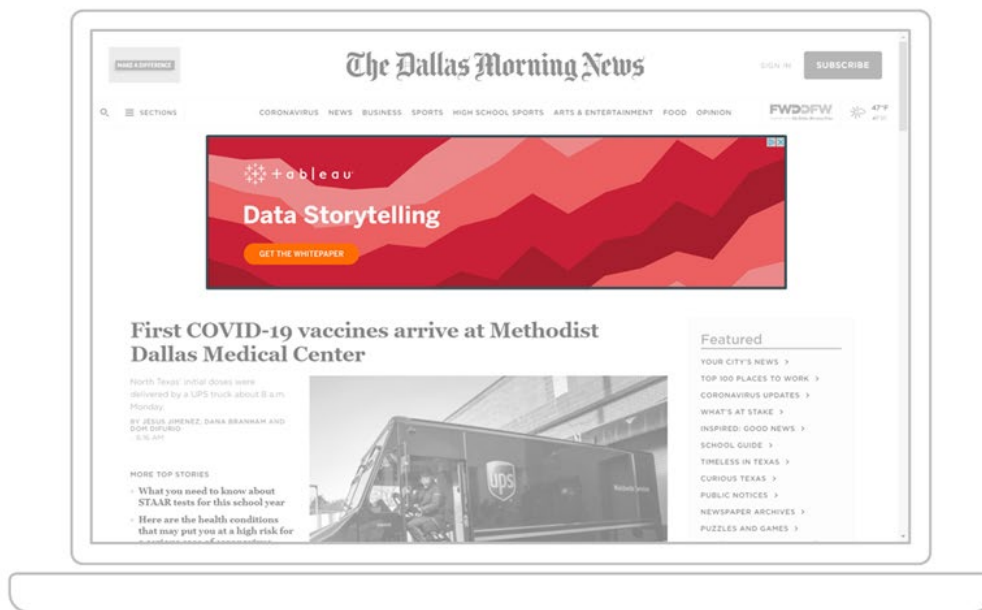 MAKE A DIFFERENCE
The Dallas Morning News
SIGN IN
SUBSCRIBE
SECTIONS
CORONAVIRUS NEWS BUSINESS SPORTS HIGH SCHOOL SPORTS ARTS & ENTERTAINMENT FOOD OPINION
FWD>DFW
47°F
+ableau
Data Storytelling
GET THE WHITEPAPER
First COVID-19 vaccines arrive at Methodist
Dallas Medical Center
North Texas' initial doses were
delivered by a UPS truck about 8 a.m.
Monday.
BY JESUS JIMENEZ, DANA BRANHAM AND
DOM DIFURIO
8:16 AM
MORE TOP STORIES
What you need to know about
STAAR tests for this school year
Here are the health conditions
that may put you at a high risk for
ups
Featured
YOUR CITY'S NEWS >
TOP 100 PLACES TO WORK >
CORONAVIRUS UPDATES >
WHAT'S AT STAKE >
INSPIRED: GOOD NEWS >
SCHOOL GUIDE >
TIMELESS IN TEXAS >
CURIOUS TEXAS >
PUBLIC NOTICES >
NEWSPAPER ARCHIVES >
PUZZLES AND GAMES >